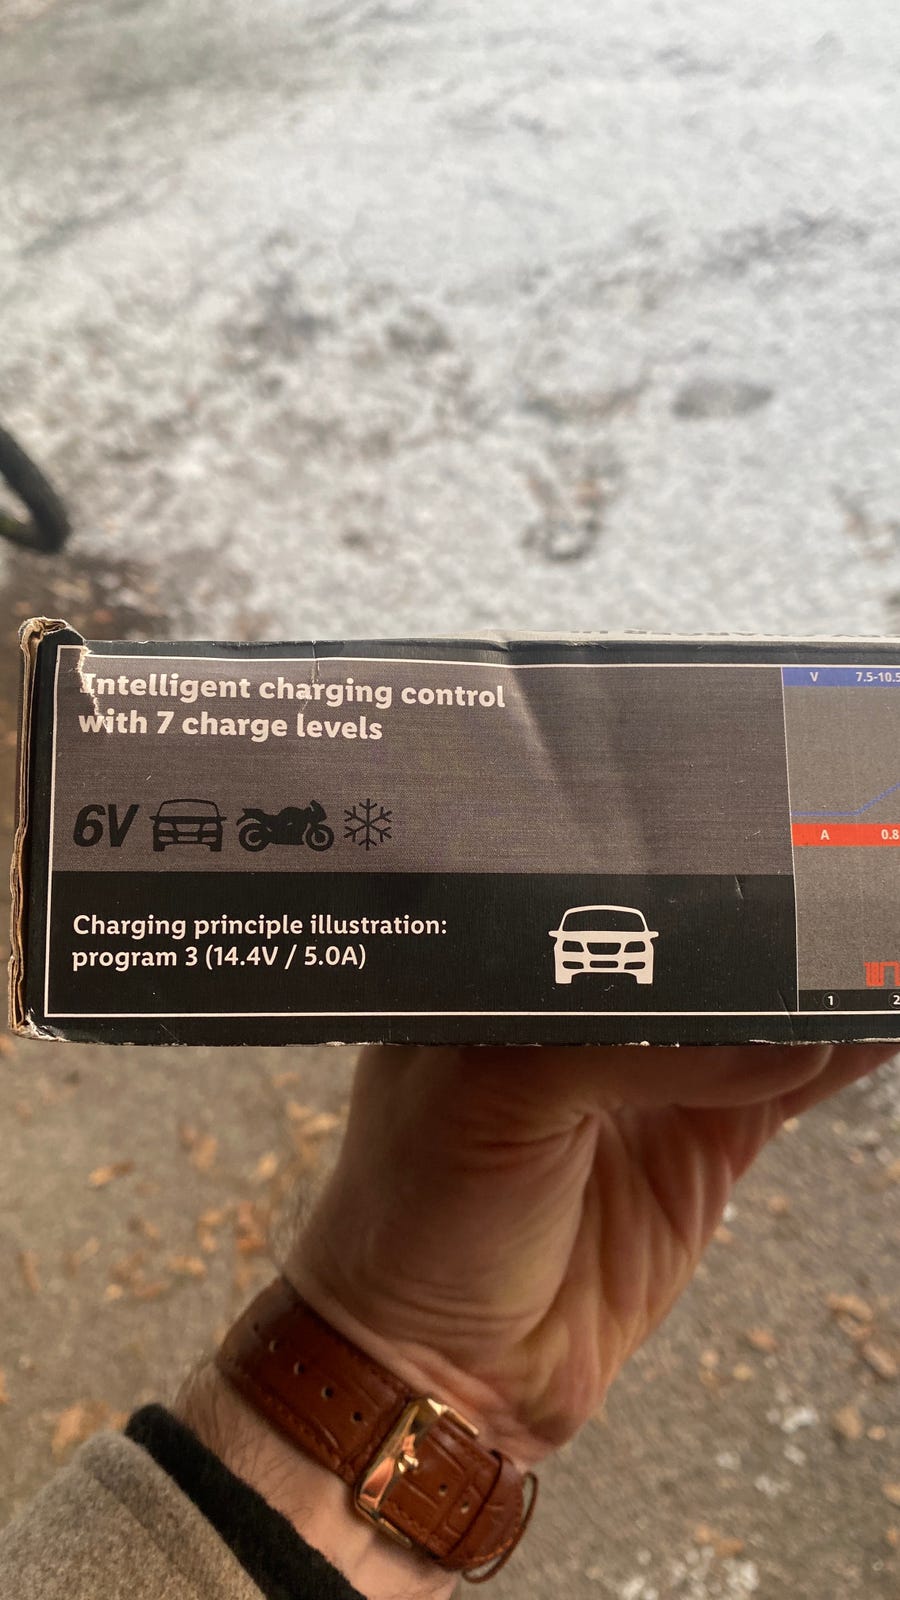 Intelligent charging control
with 7 charge levels
6V
Charging principle illustration:
program 3 (14.4V / 5.0A)
V 7.5-10.5
A 0.8
1 2